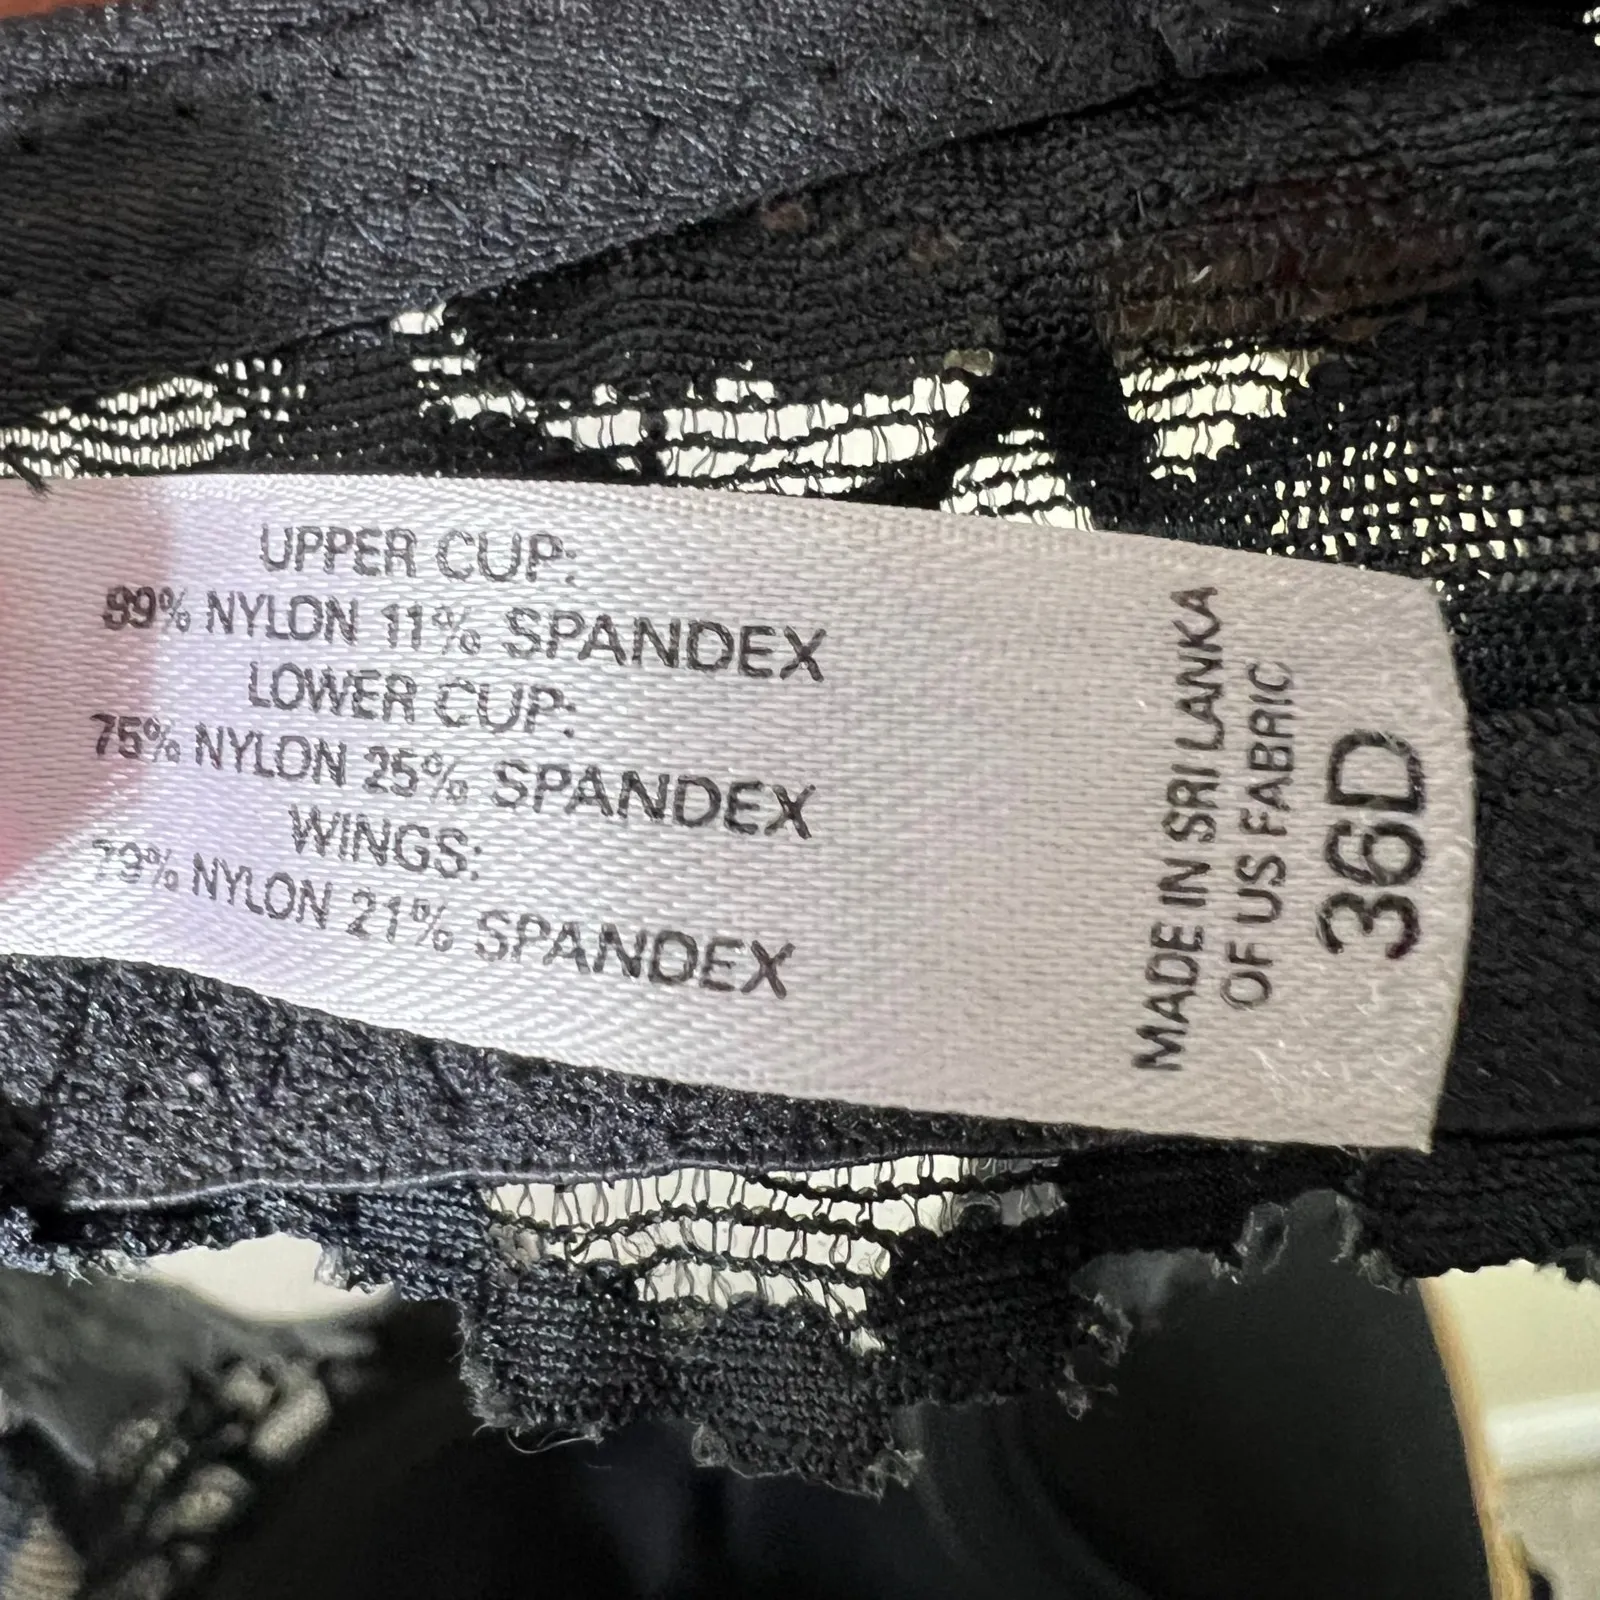 UPPER CUP:
89% NYLON 11% SPANDEX
LOWER CUP:
75% NYLON 25% SPANDEX
WINGS:
79% NYLON 21% SPANDEX
MADE IN SRI LANKA
OF US FABRIC
36D